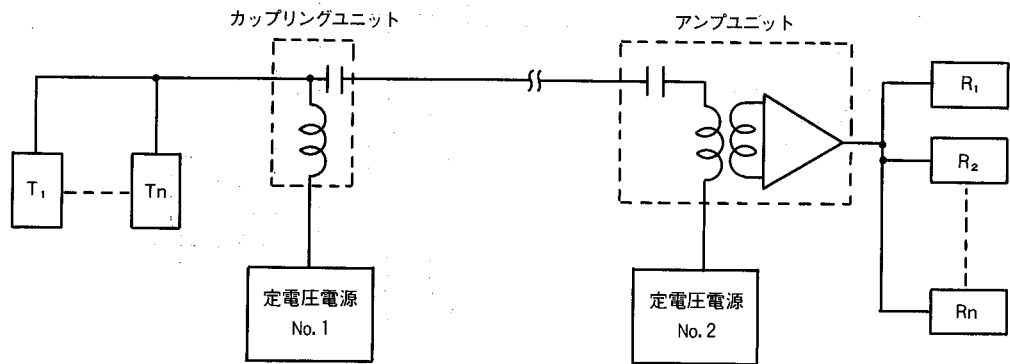 カップリングユニット
アンプユニット
T₁
Tn
R₁
R₂
Rn
定電圧電源
No.1
定電圧電源
No.2